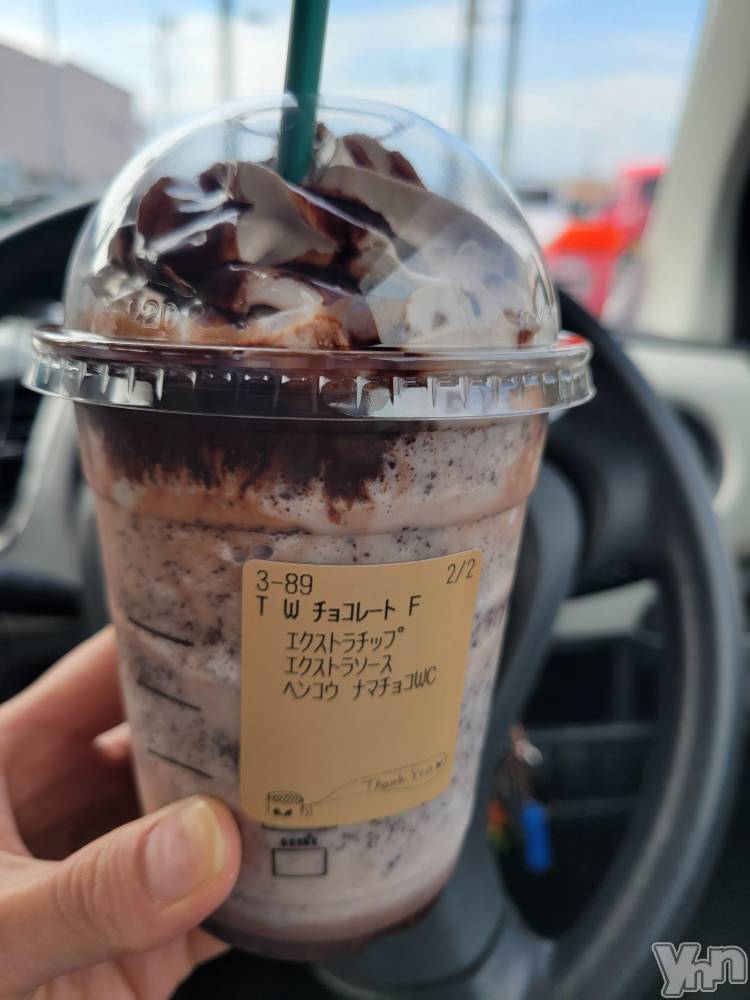 3-89 2/2
T W チョコレート F
エクストラチップ
エクストラソース
ヘンコウ ナマチョコWC
Thank You♥